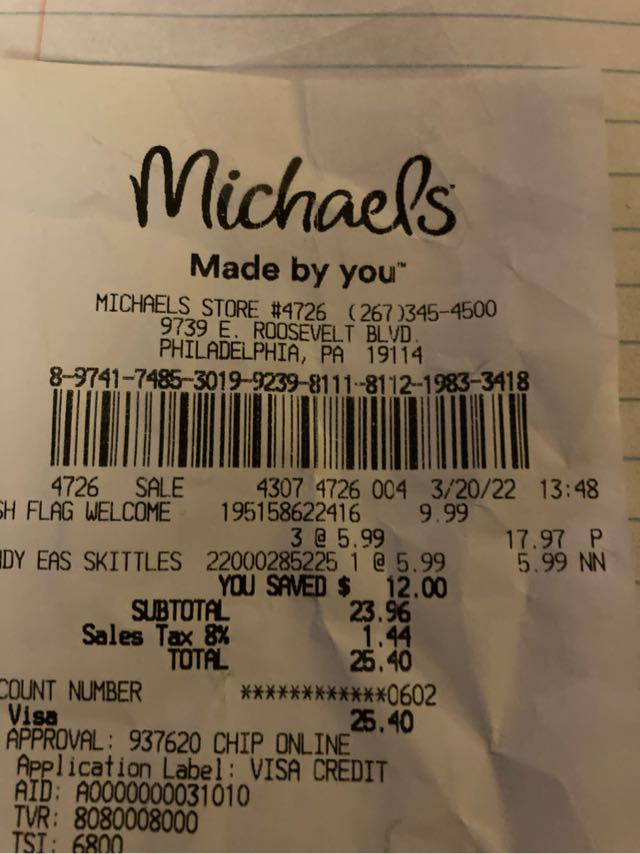 Michaels
Made by you™
MICHAELS STORE #4726 (267)345-4500
9739 E. ROOSEVELT BLVD.
PHILADELPHIA, PA 19114
8-9741-7485-3019-9239-8111-8112-1983-3418
4726 SALE 4307 4726 004 3/20/22 13:48
SH FLAG WELCOME 195158622416 9.99
3 @ 5.99 17.97 P
NDY EAS SKITTLES 22000285225 1 @ 5.99 5.99 NN
YOU SAVED $ 12.00
SUBTOTAL 23.96
Sales Tax 8% 1.44
TOTAL 25.40
COUNT NUMBER ************0602
Visa 25.40
APPROVAL: 937620 CHIP ONLINE
Application Label: VISA CREDIT
AID: A0000000031010
TVR: 8080008000
TSI: 6800